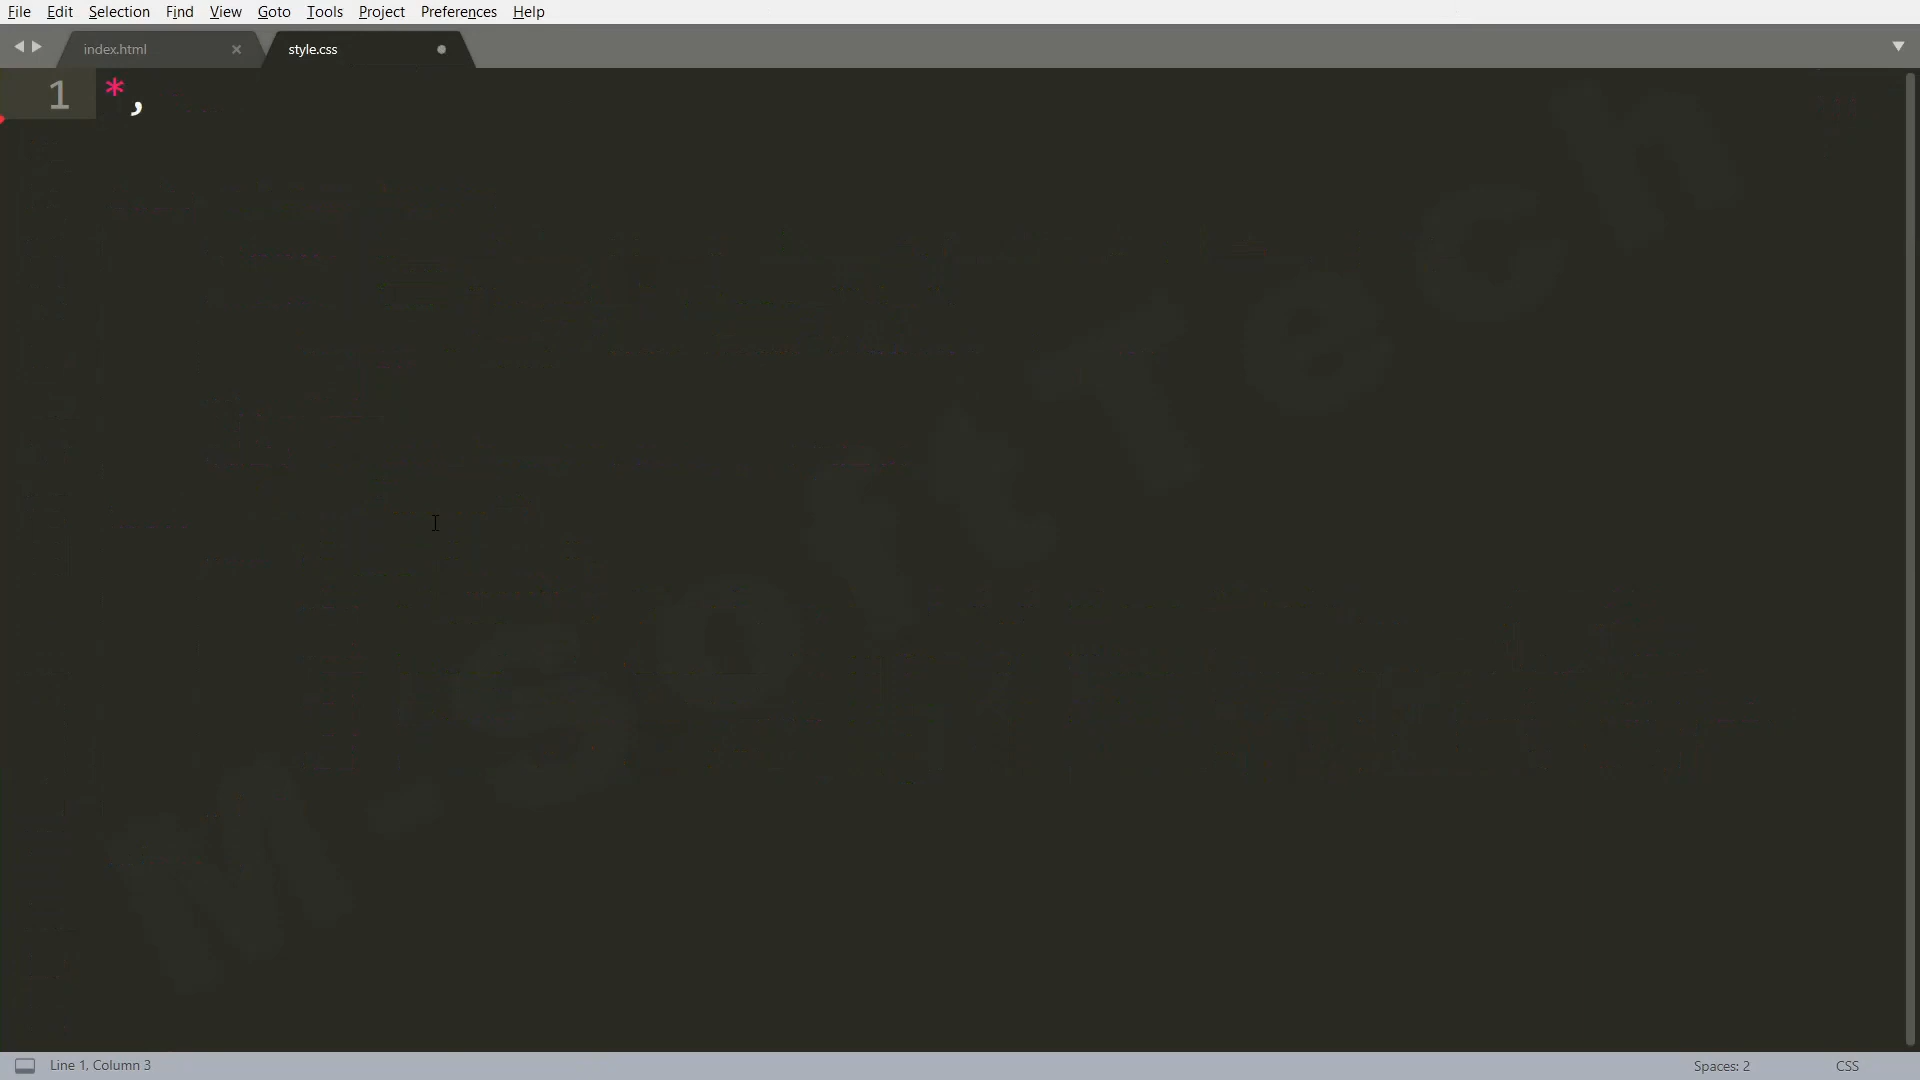 File Edit Selection Find View Goto Tools Project Preferences Help
index.html × style.css
1 *,
M-SoftTech
Line 1, Column 3 Spaces: 2 CSS